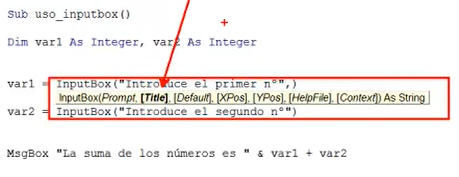 Sub uso_inputbox()
Dim var1 As Integer, var2 As Integer
var1 = InputBox("Introduce el primer nº",)
InputBox(Prompt, [Title], [Default], [XPos], [YPos], [HelpFile], [Context]) As String
var2 = InputBox("Introduce el segundo nº")
MsgBox "La suma de los números es " & var1 + var2